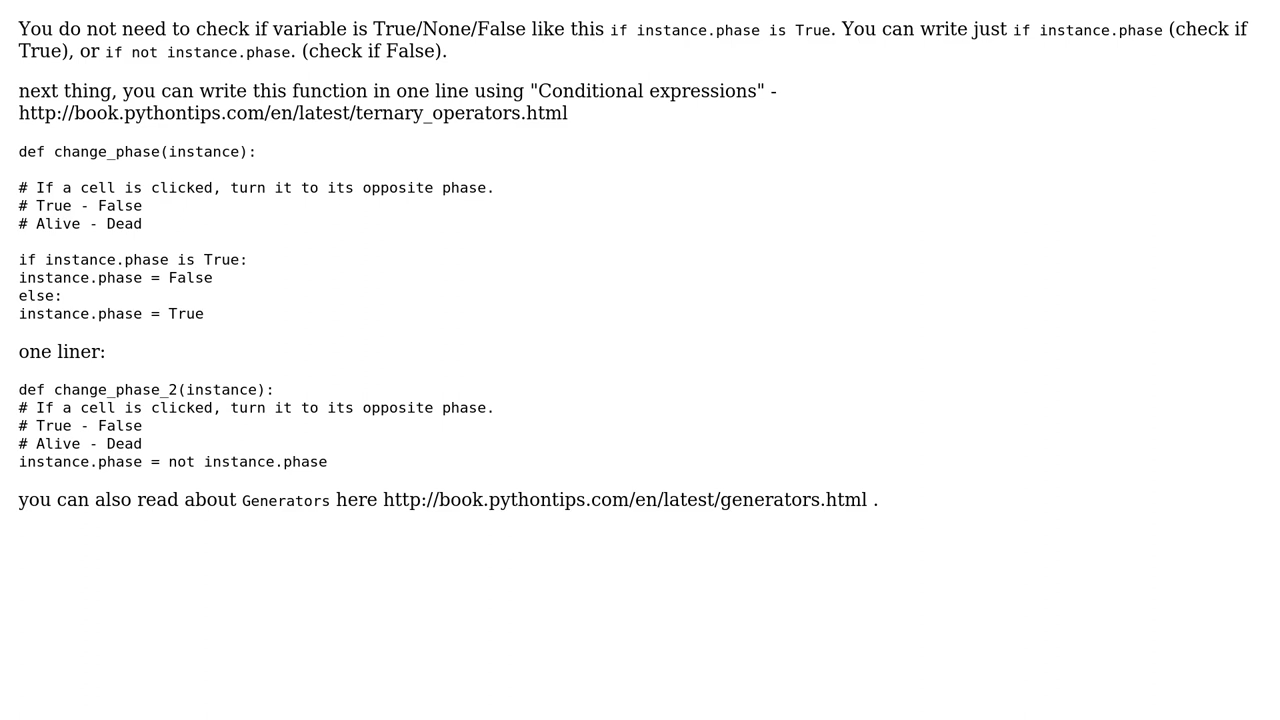 You do not need to check if variable is True/None/False like this if instance.phase is True. You can write just if instance.phase (check if
True), or if not instance.phase. (check if False).
next thing, you can write this function in one line using "Conditional expressions" -
http://book.pythontips.com/en/latest/ternary_operators.html
def change_phase(instance):
# If a cell is clicked, turn it to its opposite phase.
# True - False
# Alive - Dead
if instance.phase is True:
instance.phase = False
else:
instance.phase = True
one liner:
def change_phase_2(instance):
# If a cell is clicked, turn it to its opposite phase.
# True - False
# Alive - Dead
instance.phase = not instance.phase
you can also read about Generators here http://book.pythontips.com/en/latest/generators.html .